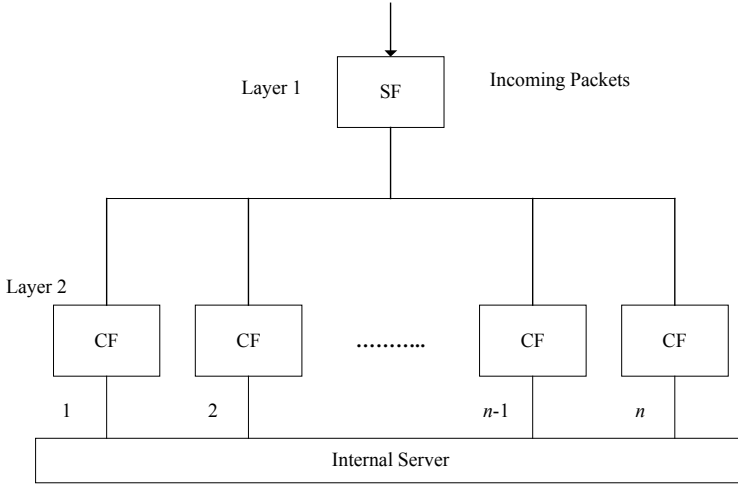 Layer 1
SF
Incoming Packets
Layer 2
CF
CF
………..
CF
CF
1
2
n-1
n
Internal Server